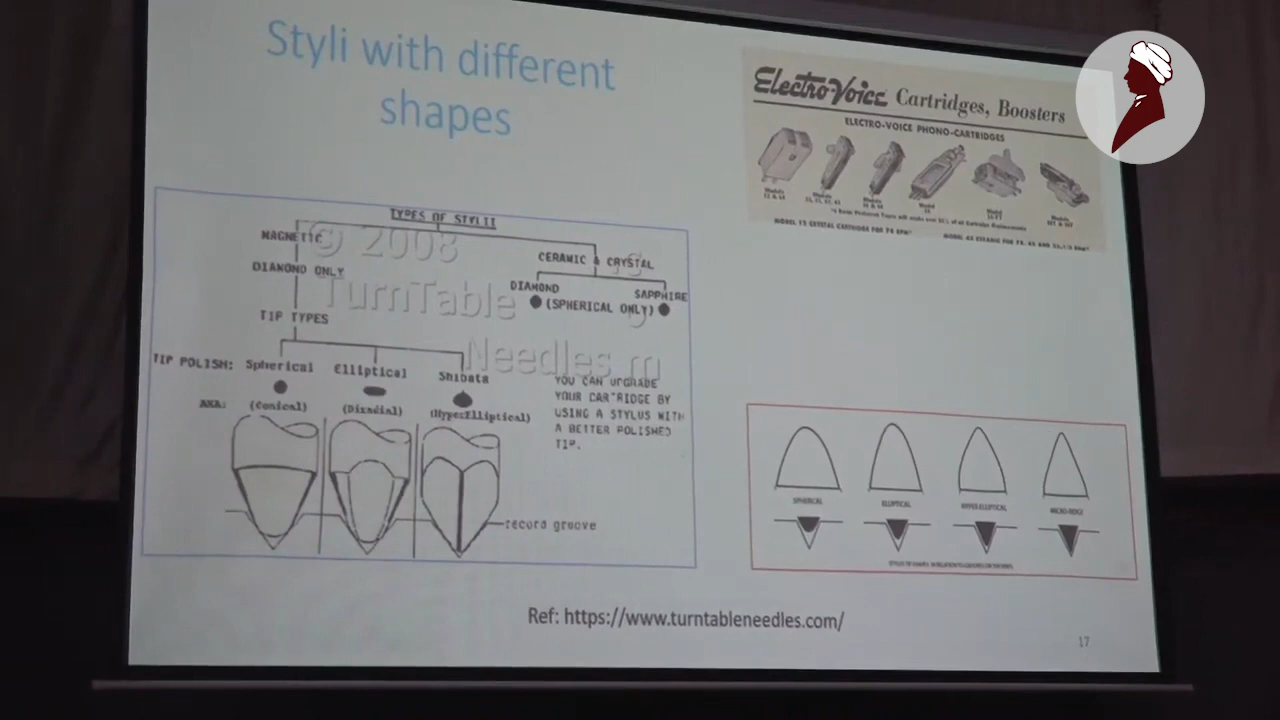 Styli with different
shapes
Electro-Voice Cartridges, Boosters
ELECTRO-VOICE PHONO-CARTRIDGES
TYPES OF STYLII
MAGNETIC
DIAMOND ONLY
TIP TYPES
CERAMIC & CRYSTAL
DIAMOND
SAPPHIRE
(SPHERICAL ONLY)
© 2008
TurnTable
Needles
TIP POLISH: Spherical Elliptical Shibata
AKA: (Conical) (Diradial) (HyperElliptical)
YOU CAN UPGRADE
YOUR CARTRIDGE BY
USING A STYLUS WITH
A BETTER POLISHED
TIP.
record groove
SPHERICAL
ELLIPTICAL
HYPER ELLIPTICAL
MICRO-RIDGE
Ref: https://www.turntableneedles.com/
17